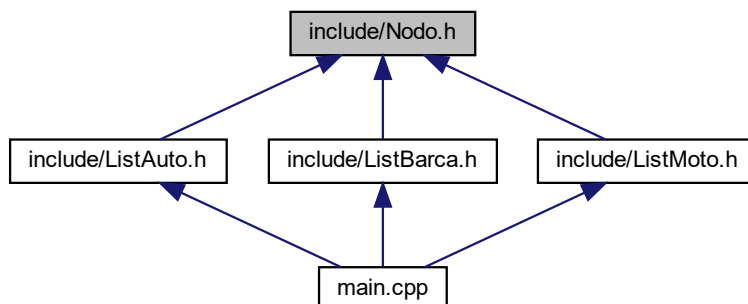 include/Nodo.h
include/ListAuto.h
include/ListBarca.h
include/ListMoto.h
main.cpp